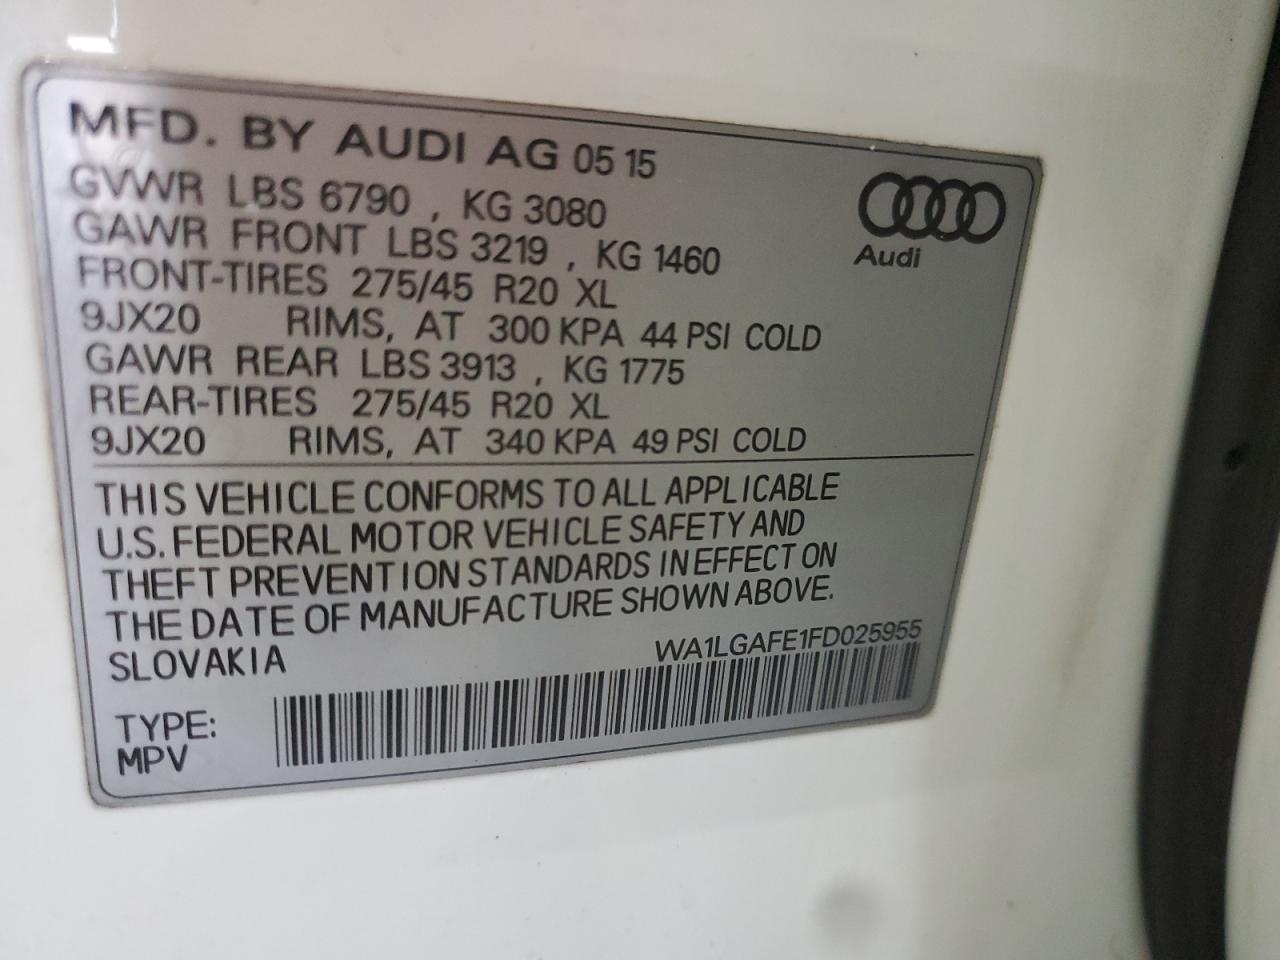 MFD. BY AUDI AG 05 15
GVWR LBS 6790 , KG 3080
GAWR FRONT LBS 3219 , KG 1460
FRONT-TIRES 275/45 R20 XL
9JX20 RIMS, AT 300 KPA 44 PSI COLD
GAWR REAR LBS 3913 , KG 1775
REAR-TIRES 275/45 R20 XL
9JX20 RIMS, AT 340 KPA 49 PSI COLD
Audi
THIS VEHICLE CONFORMS TO ALL APPLICABLE
U.S. FEDERAL MOTOR VEHICLE SAFETY AND
THEFT PREVENTION STANDARDS IN EFFECT ON
THE DATE OF MANUFACTURE SHOWN ABOVE.
SLOVAKIA
WA1LGAFE1FD025955
TYPE:
MPV